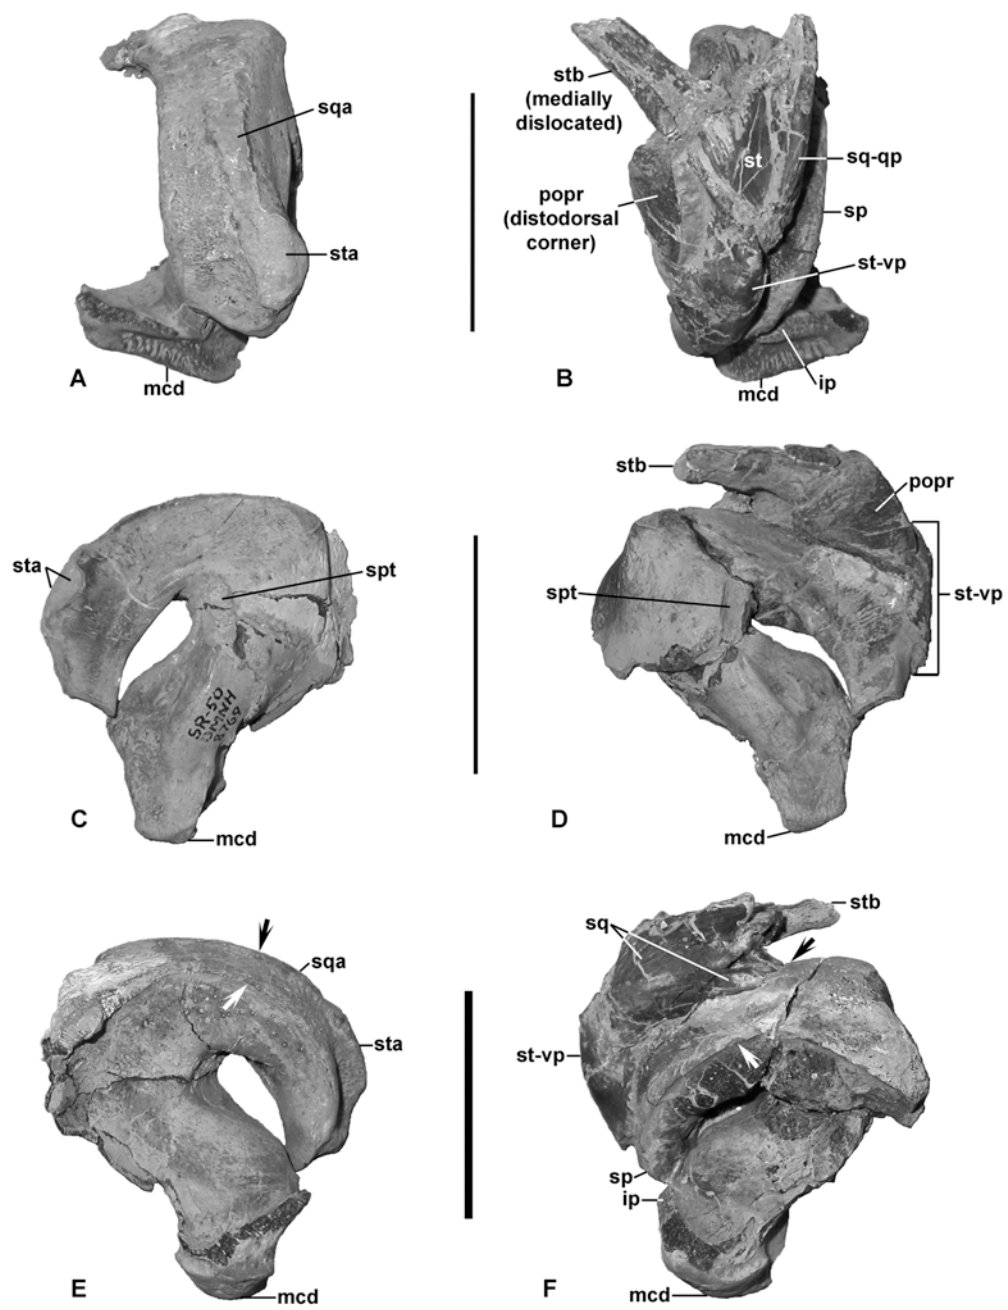 sqa
sta
mcd
A
stb
(medially
dislocated)
st
sq-qp
popr
(distodorsal
corner)
sp
st-vp
ip
mcd
B
sta
spt
SR-50
OMNH
8769
C
mcd
stb
popr
spt
st-vp
D
mcd
sqa
sta
E
mcd
stb
sq
st-vp
sp
ip
F
mcd